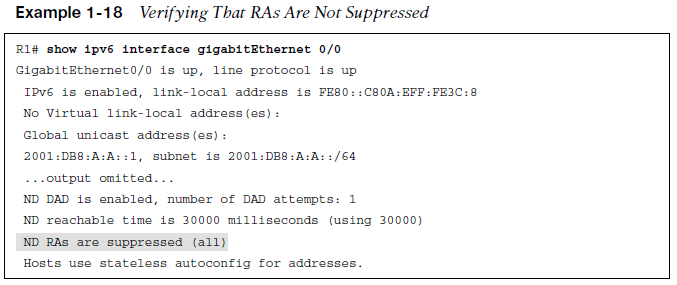 Example 1-18 Verifying That RAs Are Not Suppressed
R1# show ipv6 interface gigabitEthernet 0/0
GigabitEthernet0/0 is up, line protocol is up
IPv6 is enabled, link-local address is FE80::C80A:EFF:FE3C:8
No Virtual link-local address(es):
Global unicast address(es):
2001:DB8:A:A::1, subnet is 2001:DB8:A:A::/64
...output omitted...
ND DAD is enabled, number of DAD attempts: 1
ND reachable time is 30000 milliseconds (using 30000)
ND RAs are suppressed (all)
Hosts use stateless autoconfig for addresses.